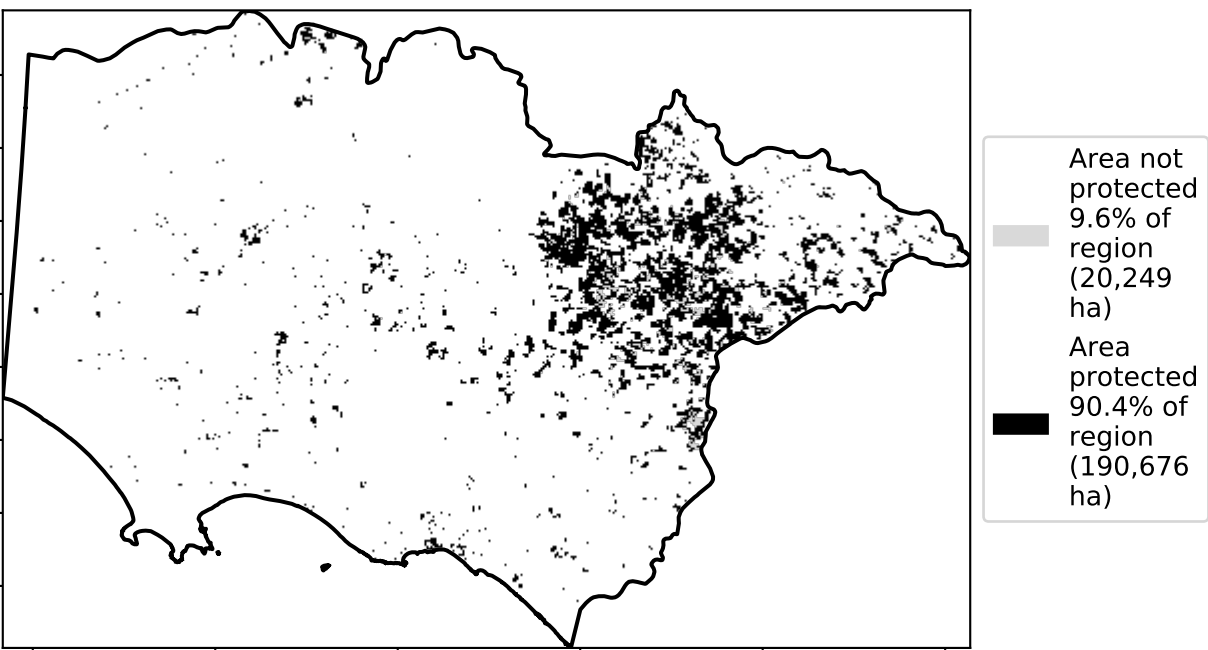 Area not
protected
9.6% of
region
(20,249
ha)
Area
protected
90.4% of
region
(190,676
ha)